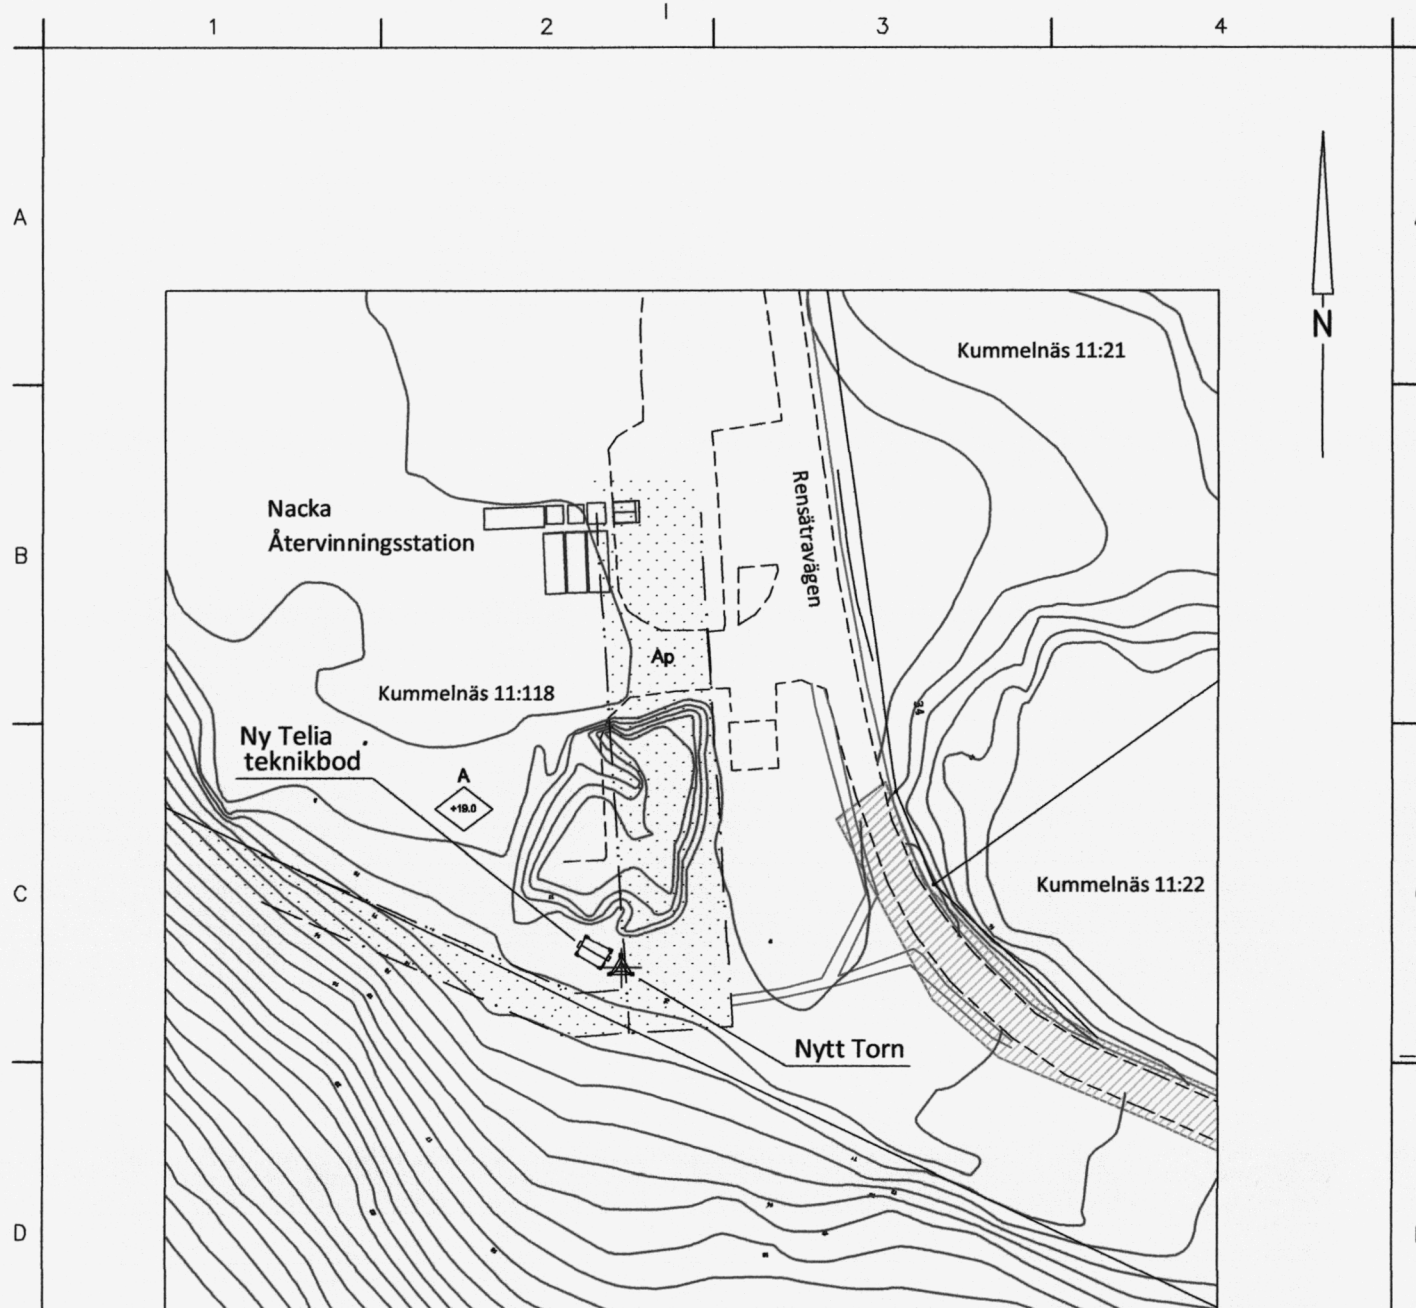 1 2 3 4
A
N
Kummelnäs 11:21
Nacka
Återvinningsstation
Rensätravägen
B
Ap
Kummelnäs 11:118
24
Ny Telia
teknikbod
A
+19.0
C
Kummelnäs 11:22
Nytt Torn
D